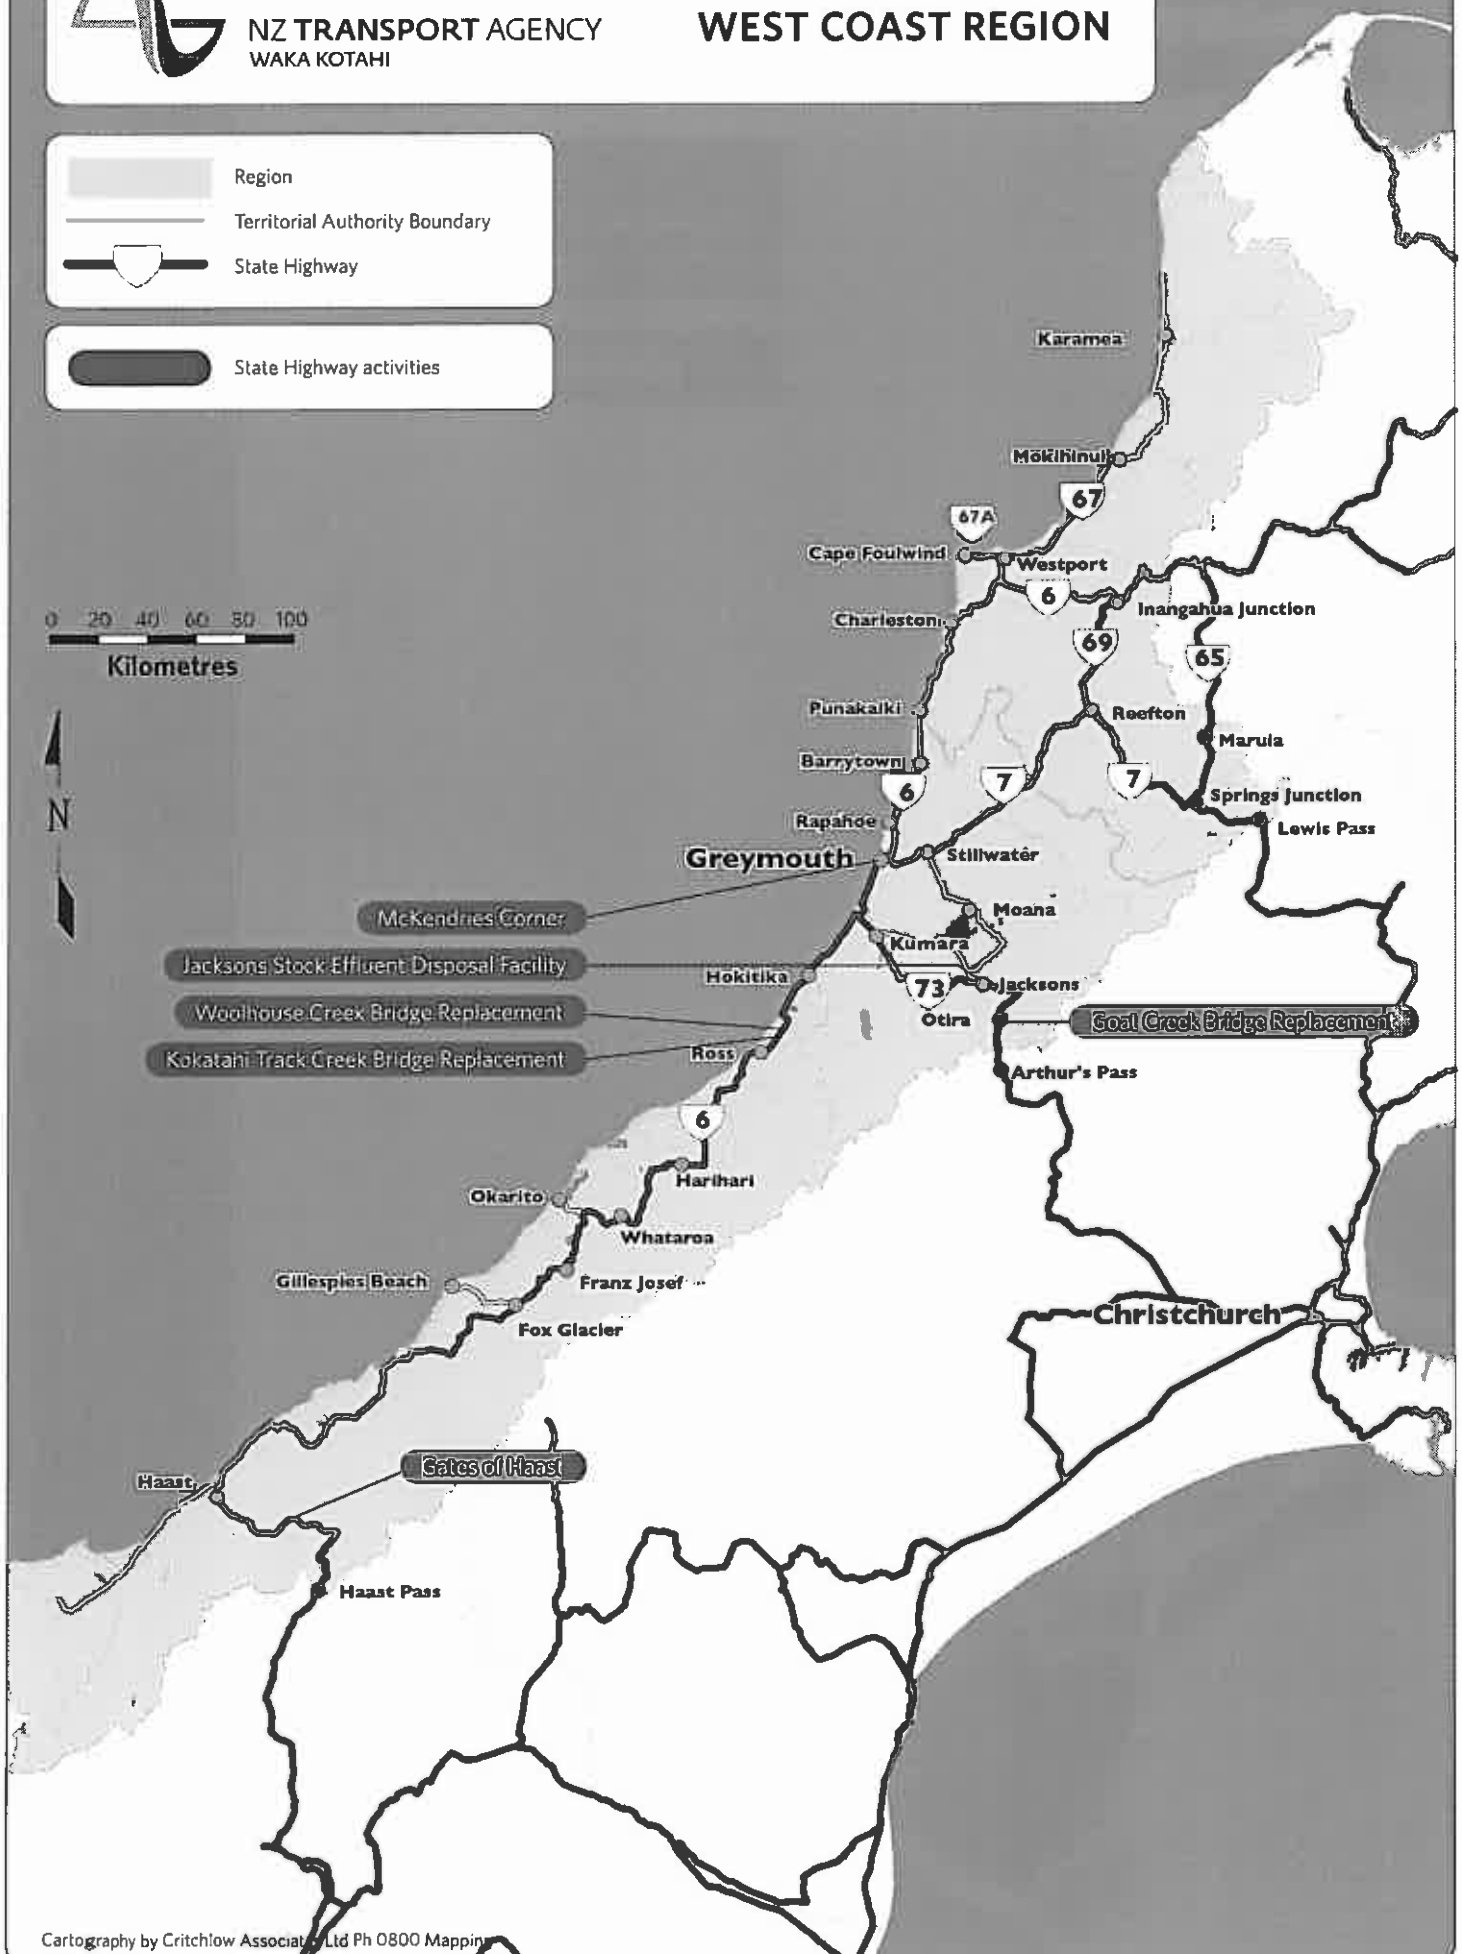 NZ TRANSPORT AGENCY
WAKA KOTAHI
WEST COAST REGION
Region
Territorial Authority Boundary
State Highway
State Highway activities
Karamea
Mokihinui
67
67A
Cape Foulwind
Westport
6
Inangahua Junction
0 20 40 60 80 100
Kilometres
Charleston
69
65
Punakaiki
Reefton
Maruia
N
Barrytown
6
7
7
Springs Junction
Rapahoe
Lewis Pass
Greymouth
Stillwater
McKendries Corner
Moana
Kumara
Jacksons Stock Effluent Disposal Facility
Hokitika
73
Jacksons
Woolhouse Creek Bridge Replacement
Otira
Goat Creek Bridge Replacement
Kakatahi Track Creek Bridge Replacement
Ross
Arthur's Pass
6
Harihari
Okarito
Whataroa
Gillespies Beach
Franz Josef
Christchurch
Fox Glacier
Gates of Haast
Haast
Haast Pass
Cartography by Critchlow Ltd Ph 0800